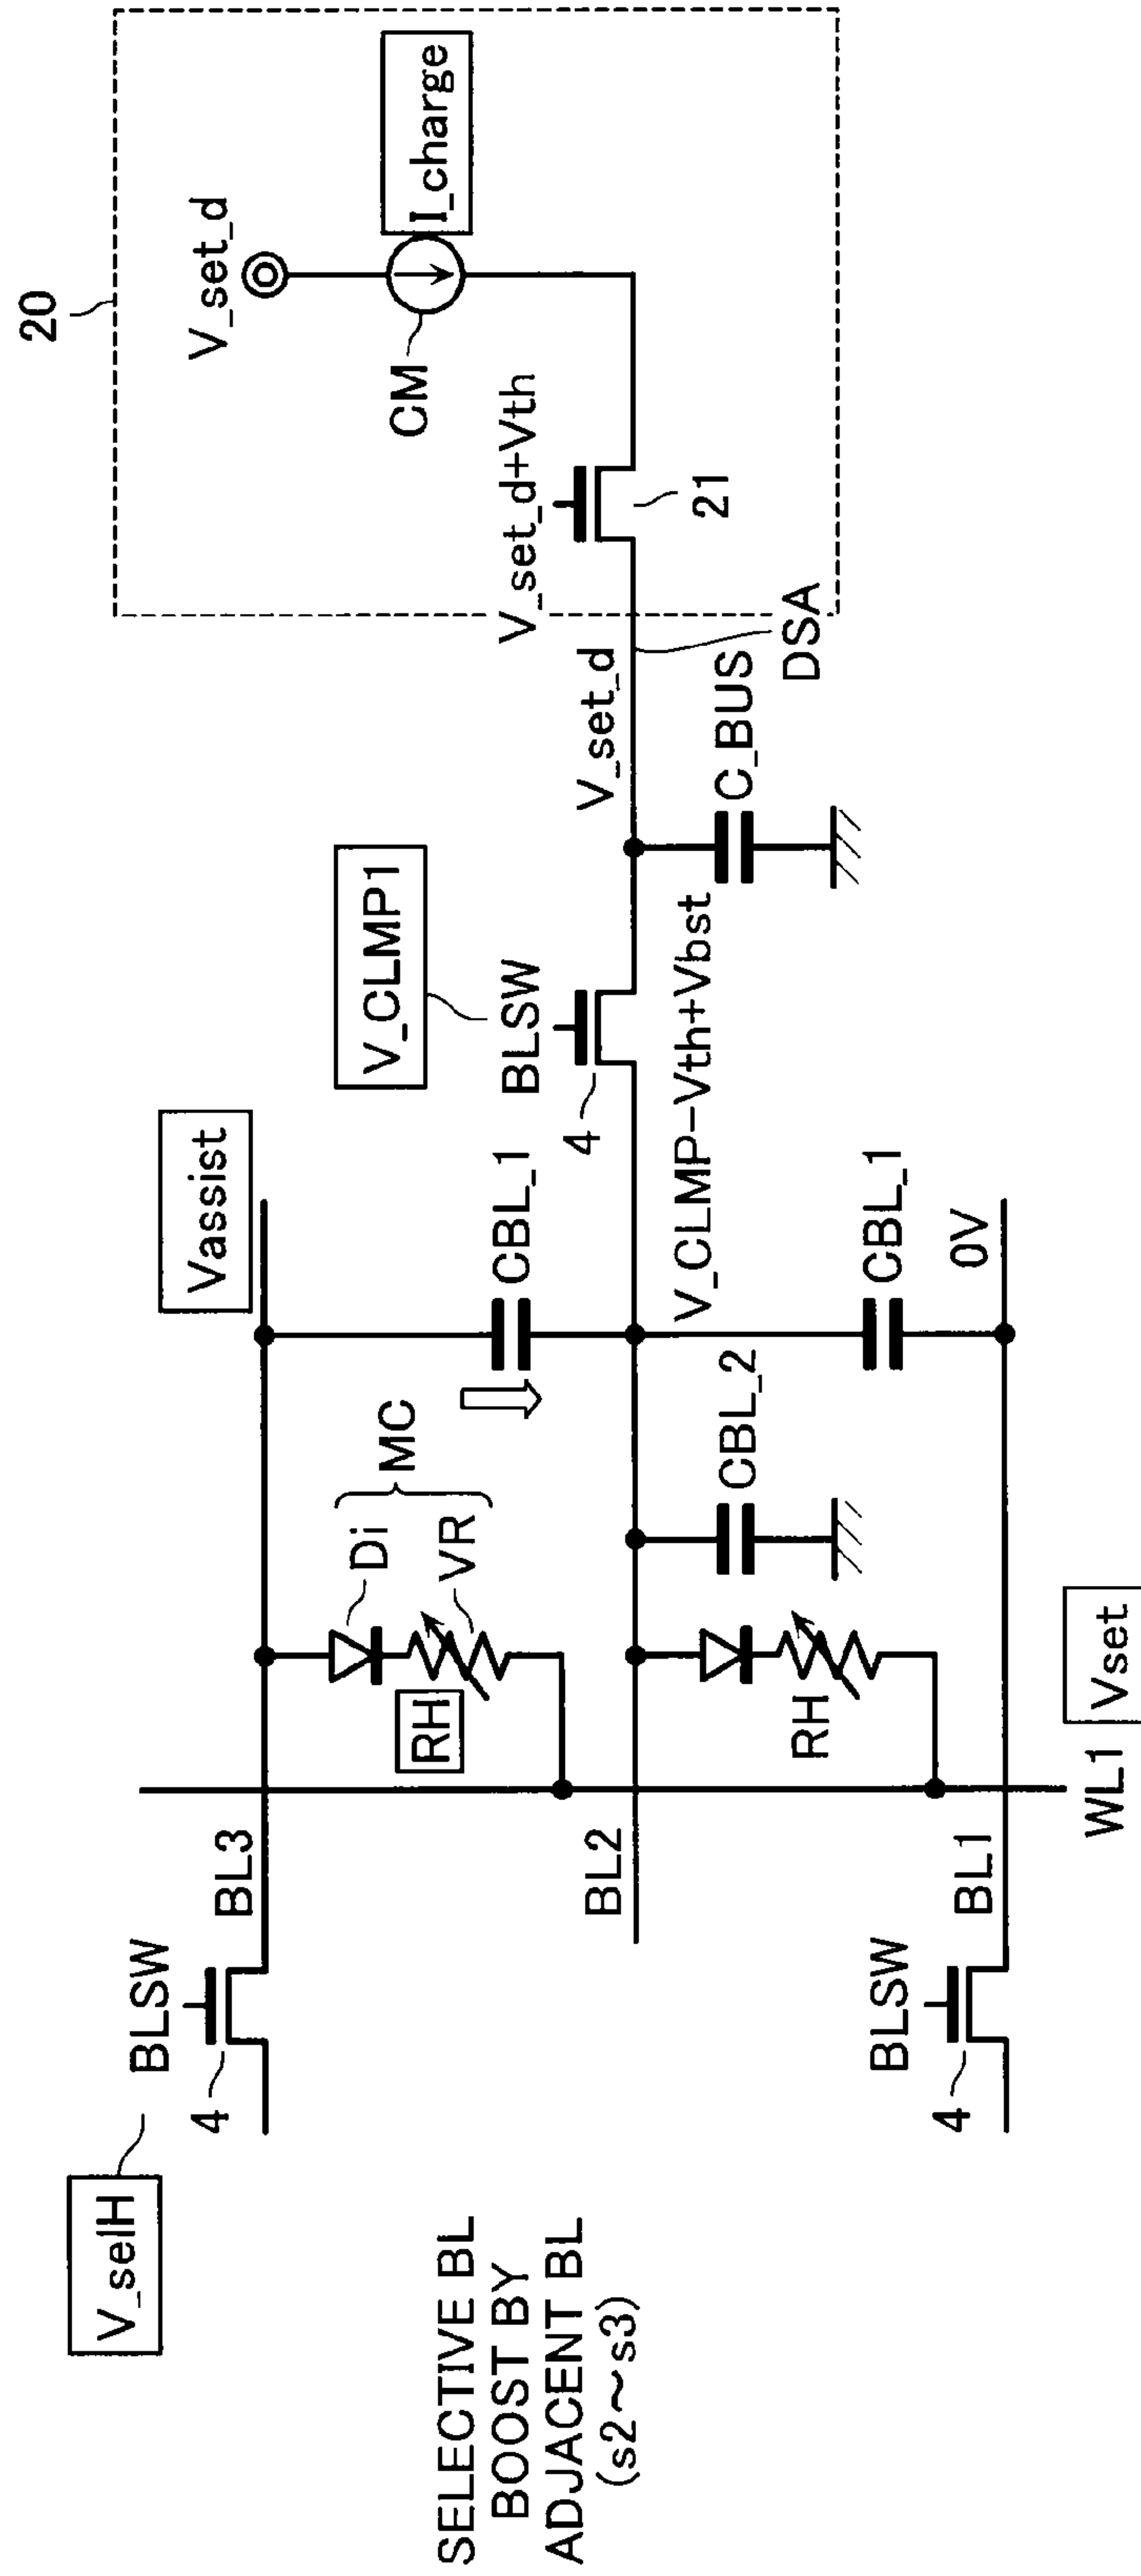 SELECTIVE BL
BOOST BY
ADJACENT BL
(s2~s3)
V_selH
BLSW
4
BL3
Vassist
Di
VR
MC
RH
CBL_1
V_CLMP1
BLSW
4
BL2
RH
CBL_2
V_CLMP-Vth+Vbst
C_BUS
V_set_d
DSA
20
V_set_d
CM
I_charge
V_set_d+Vth
21
BLSW
4
BL1
CBL_1
0V
WL1
Vset